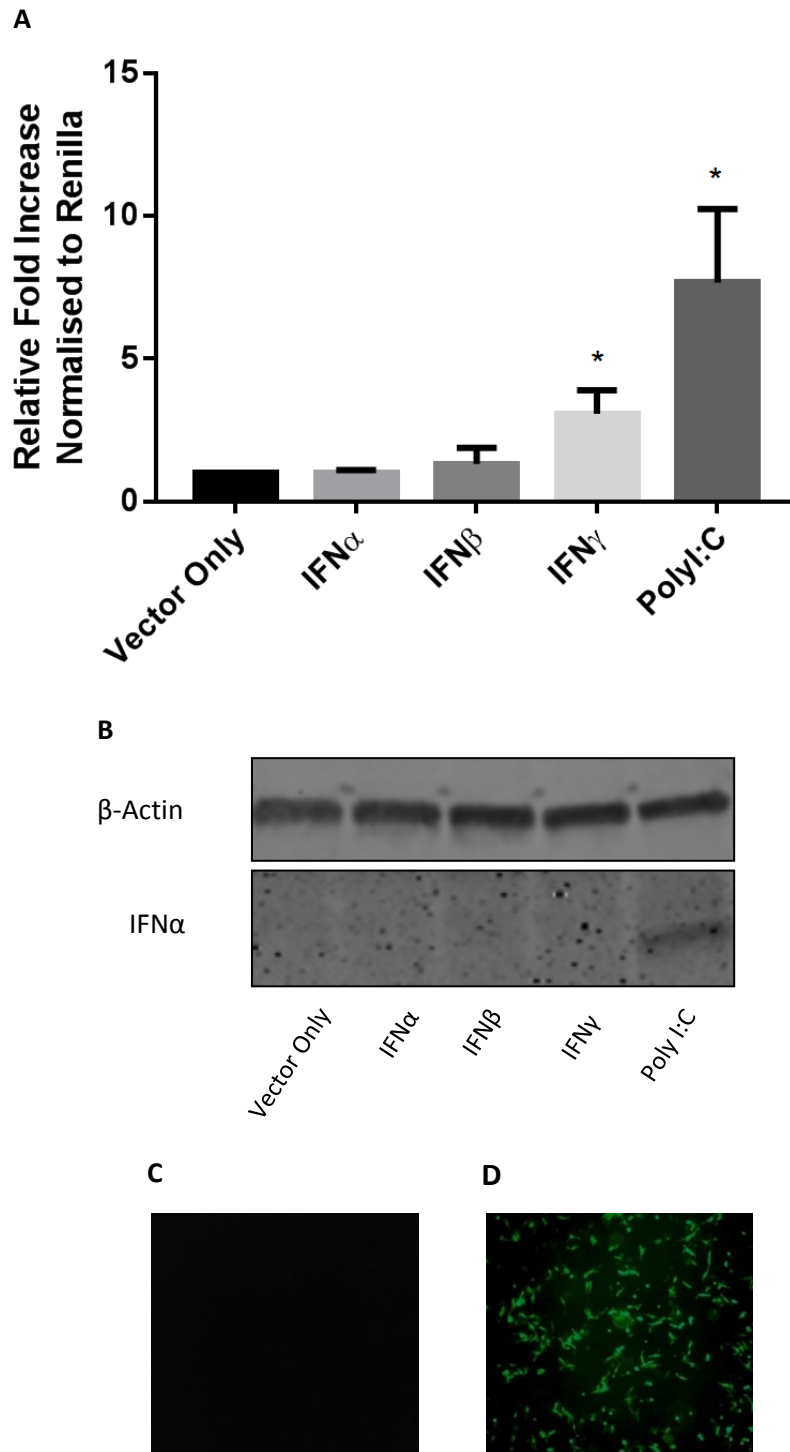 A
Relative Fold Increase
Normalised to Renilla
15
10
5
0
*
*
Vector Only
IFNα
IFNβ
IFNγ
PolyI:C
B
β-Actin
IFNα
Vector Only
IFNα
IFNβ
IFNγ
Poly I:C
C
D